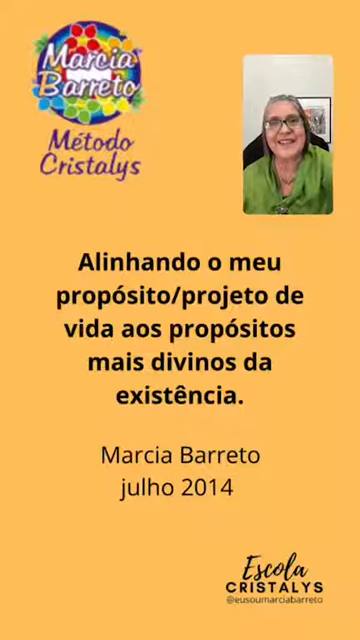 Marcia
Barreto
Método
Cristalys
Alinhando o meu
propósito/projeto de
vida aos propósitos
mais divinos da
existência.
Marcia Barreto
julho 2014
Escola
CRISTALYS
@eusoumarciabarreto